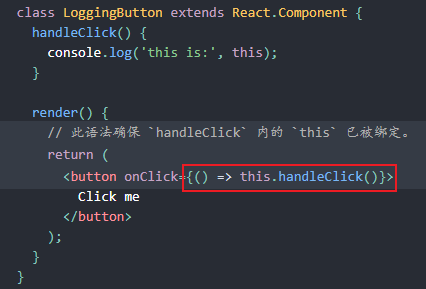 class LoggingButton extends React.Component {
  handleClick() {
    console.log('this is:', this);
  }

  render() {
    // 此语法确保 `handleClick` 内的 `this` 已被绑定。
    return (
      <button onClick={() => this.handleClick()}>
        Click me
      </button>
    );
  }
}